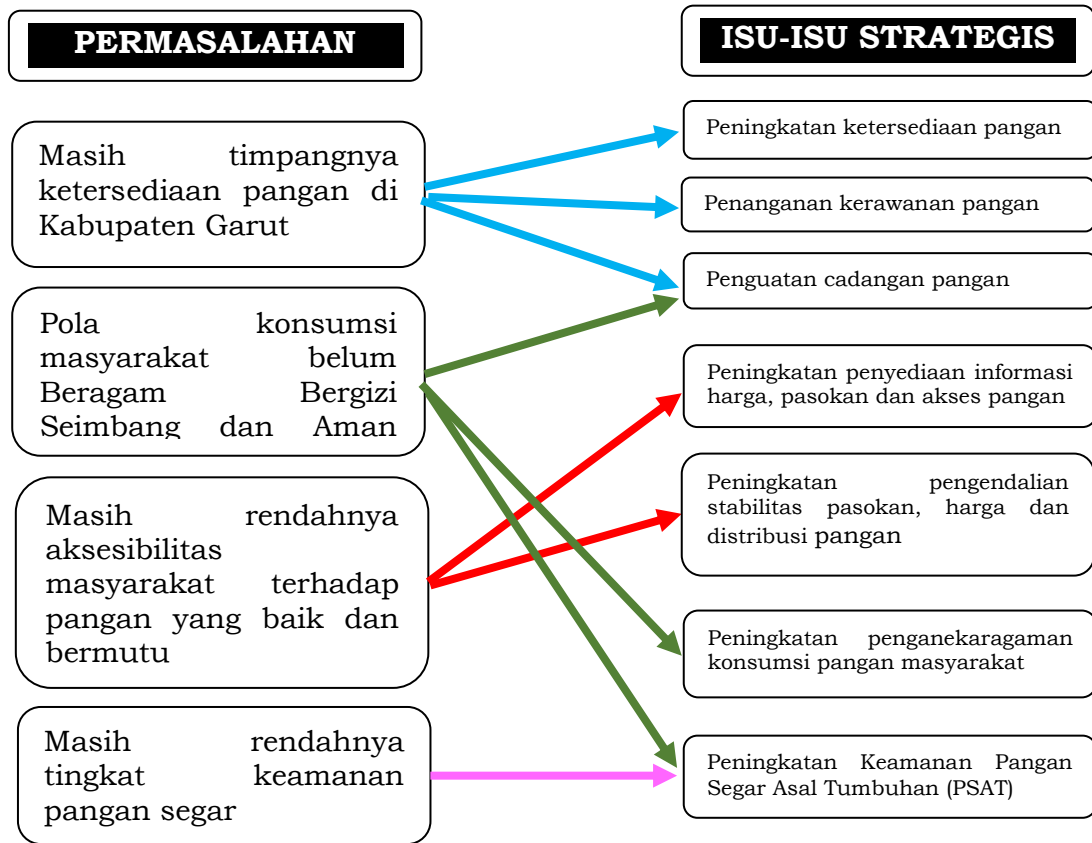 PERMASALAHAN
Masih timpangnya
ketersediaan pangan di
Kabupaten Garut
Pola konsumsi
masyarakat belum
Beragam Bergizi
Seimbang dan Aman
Masih rendahnya
aksesibilitas
masyarakat terhadap
pangan yang baik dan
bermutu
Masih rendahnya
tingkat keamanan
pangan segar
ISU-ISU STRATEGIS
Peningkatan ketersediaan pangan
Penanganan kerawanan pangan
Penguatan cadangan pangan
Peningkatan penyediaan informasi
harga, pasokan dan akses pangan
Peningkatan pengendalian
stabilitas pasokan, harga dan
distribusi pangan
Peningkatan penganekaragaman
konsumsi pangan masyarakat
Peningkatan Keamanan Pangan
Segar Asal Tumbuhan (PSAT)